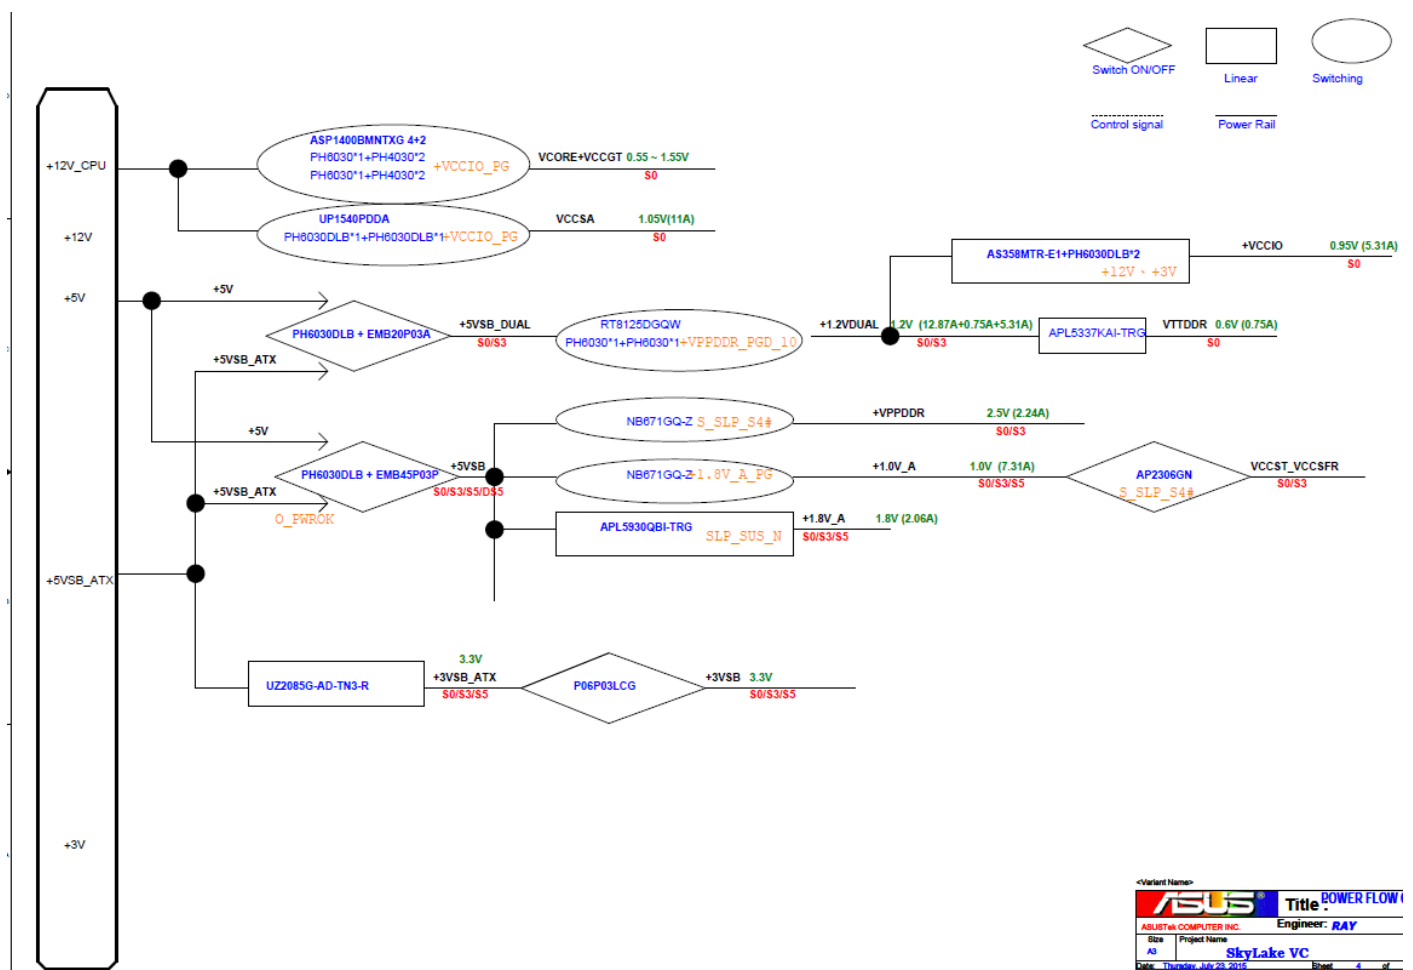 Switch ON/OFF
Linear
Switching
Control signal
Power Rail
+12V_CPU
ASP1400BMNTXG 4+2
PH6030*1+PH4030*2
PH6030*1+PH4030*2
+VCCIO_PG
VCORE+VCCGT 0.55 ~ 1.55V
S0
+12V
UP1540PDDA
PH6030DLB*1+PH6030DLB*1+VCCIO_PG
VCCSA 1.05V(11A)
S0
AS358MTR-E1+PH6030DLB*2
+12V、+3V
+VCCIO 0.95V (5.31A)
S0
+5V
+5V
PH6030DLB + EMB20P03A
+5VSB_ATX
+5VSB_DUAL
S0/S3
RT8125DGQW
PH6030*1+PH6030*1+VPPDDR_PGD_10
+1.2VDUAL 1.2V (12.87A+0.75A+5.31A)
S0/S3
APL5337KAI-TRG
VTTDDR 0.6V (0.75A)
S0
NB671GQ-Z S_SLP_S4#
+VPPDDR 2.5V (2.24A)
S0/S3
+5V
PH6030DLB + EMB45P03P
+5VSB_ATX
O_PWROK
+5VSB
S0/S3/S5/DS5
NB671GQ-Z+1.8V_A_PG
+1.0V_A 1.0V (7.31A)
S0/S3/S5
AP2306GN
S_SLP_S4#
VCCST_VCCSFR
S0/S3
APL5930QBI-TRG
SLP_SUS_N
+1.8V_A 1.8V (2.06A)
S0/S3/S5
+5VSB_ATX
UZ2085G-AD-TN3-R
3.3V
+3VSB_ATX
S0/S3/S5
P06P03LCG
+3VSB 3.3V
S0/S3/S5
+3V
<Variant Name>
ASUS
Title : POWER FLOW
ASUSTeK COMPUTER INC.
Engineer: RAY
Size Project Name
A3 SkyLake VC
Date: Thursday, July 23, 2015 Sheet 4 of